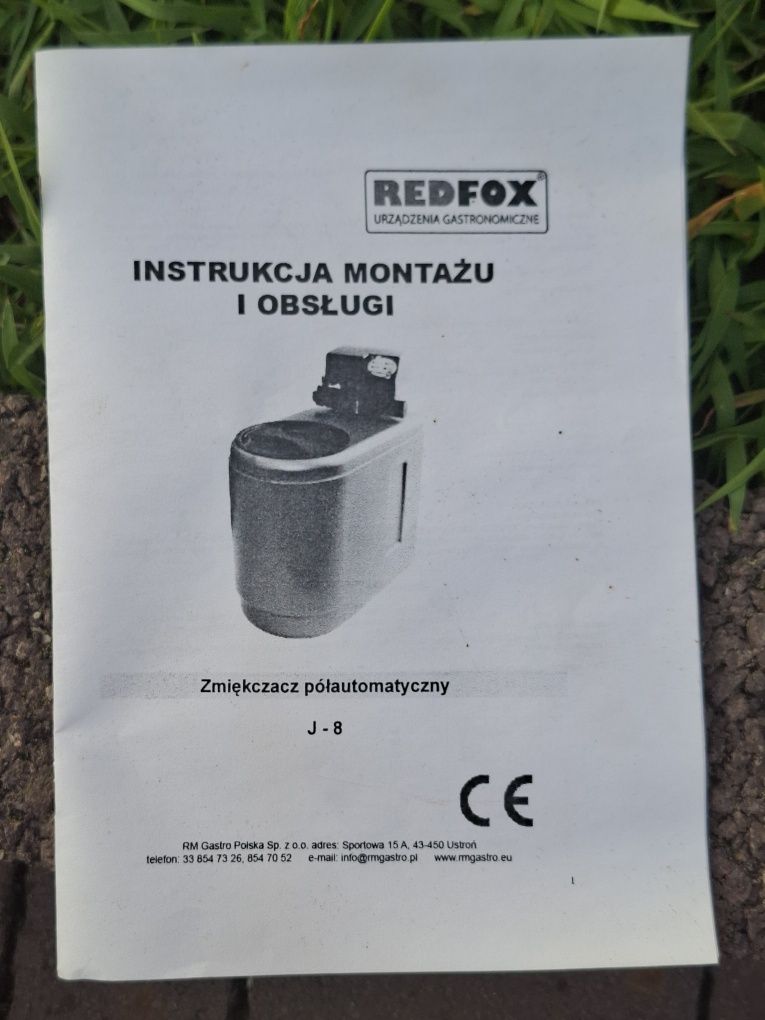 REDFOX®
URZĄDZENIA GASTRONOMICZNE
INSTRUKCJA MONTAŻU
I OBSŁUGI
Zmiękczacz półautomatyczny
J - 8
CE
RM Gastro Polska Sp. z o.o. adres: Sportowa 15 A, 43-450 Ustroń
telefon: 33 854 73 26, 854 70 52 e-mail: info@rmgastro.pl www.rmgastro.eu
1